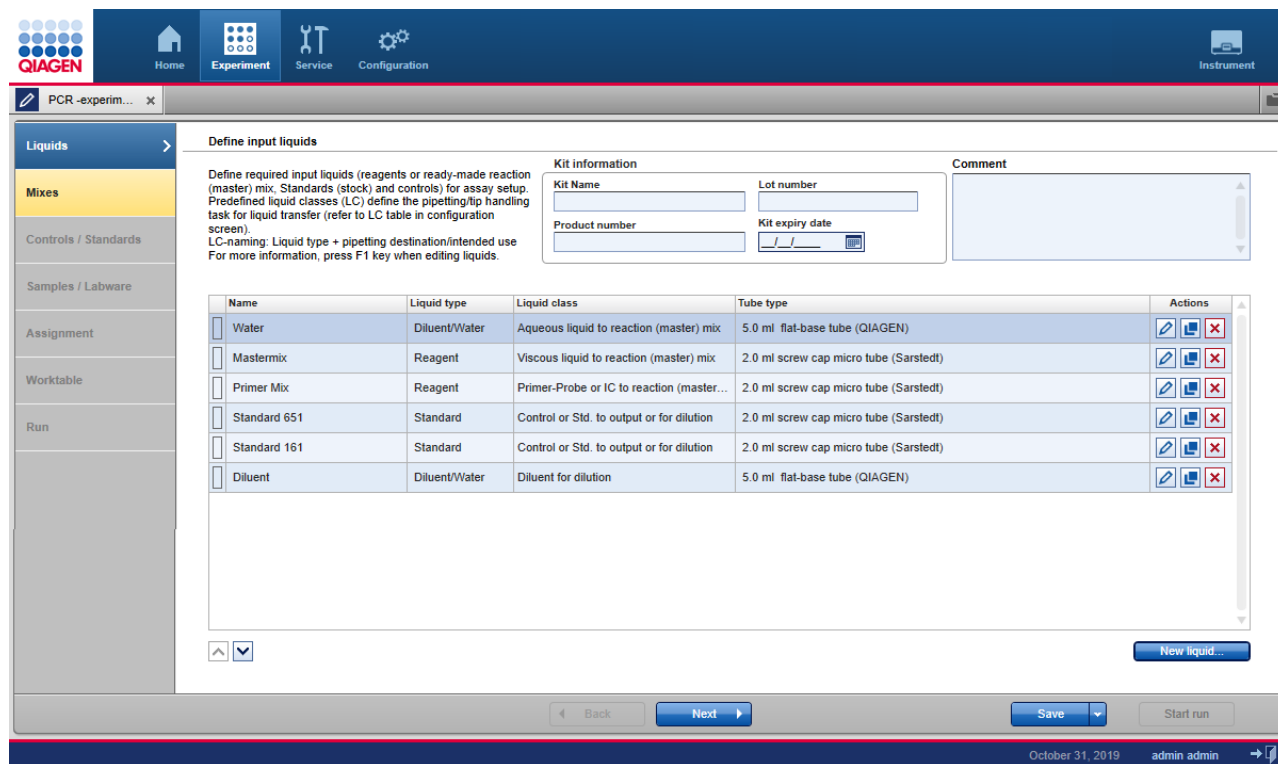 QIAGEN
Home
Experiment
Service
Configuration
Instrument
PCR -experim...
Liquids
Mixes
Controls / Standards
Samples / Labware
Assignment
Worktable
Run
Define input liquids
Define required input liquids (reagents or ready-made reaction
(master) mix, Standards (stock) and controls) for assay setup.
Predefined liquid classes (LC) define the pipetting/tip handling
task for liquid transfer (refer to LC table in configuration
screen).
LC-naming: Liquid type + pipetting destination/intended use
For more information, press F1 key when editing liquids.
Kit information
Kit Name
Lot number
Product number
Kit expiry date
__/__/____
Comment
Name Liquid type Liquid class Tube type Actions
Water Diluent/Water Aqueous liquid to reaction (master) mix 5.0 ml flat-base tube (QIAGEN)
Mastermix Reagent Viscous liquid to reaction (master) mix 2.0 ml screw cap micro tube (Sarstedt)
Primer Mix Reagent Primer-Probe or IC to reaction (master... 2.0 ml screw cap micro tube (Sarstedt)
Standard 651 Standard Control or Std. to output or for dilution 2.0 ml screw cap micro tube (Sarstedt)
Standard 161 Standard Control or Std. to output or for dilution 2.0 ml screw cap micro tube (Sarstedt)
Diluent Diluent/Water Diluent for dilution 5.0 ml flat-base tube (QIAGEN)
New liquid...
Back
Next
Save
Start run
October 31, 2019
admin admin